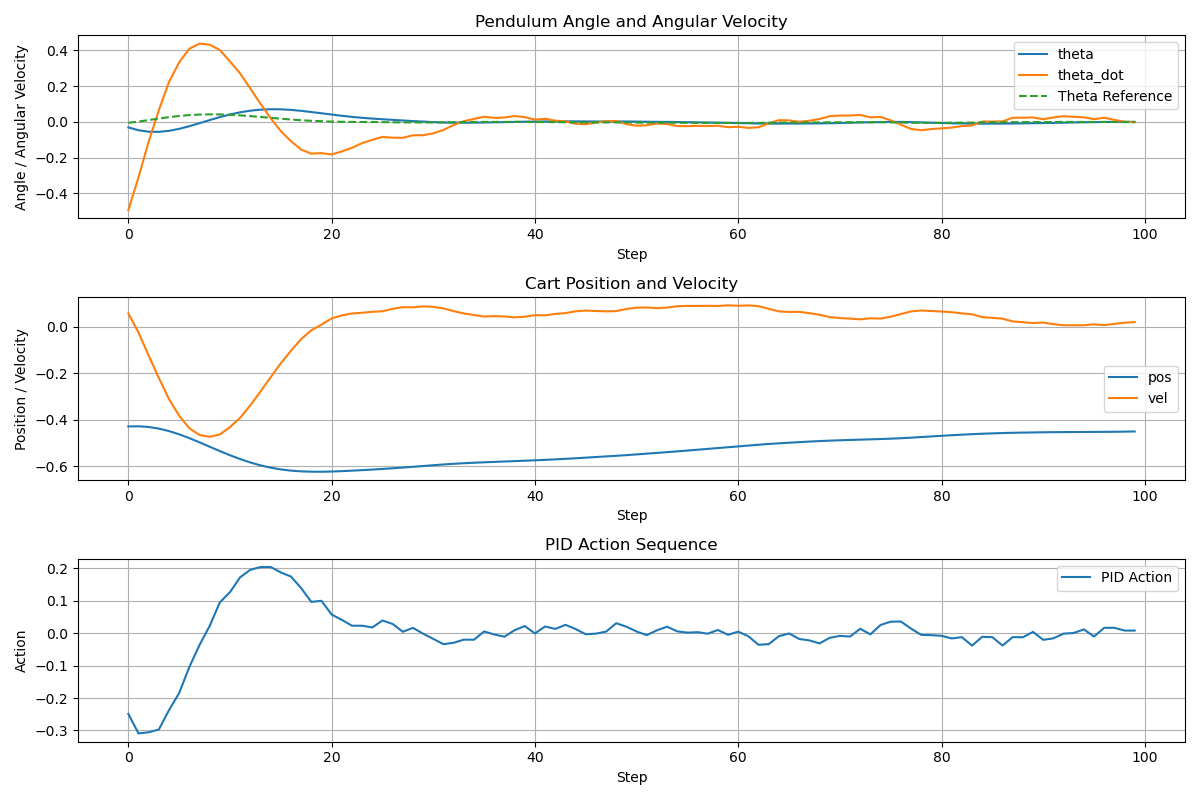 Pendulum Angle and Angular Velocity
Angle / Angular Velocity
0.4
0.2
0.0
−0.2
−0.4
theta
theta_dot
Theta Reference
0 20 40 60 80 100
Step
Cart Position and Velocity
Position / Velocity
0.0
−0.2
−0.4
−0.6
pos
vel
0 20 40 60 80 100
Step
PID Action Sequence
Action
0.2
0.1
0.0
−0.1
−0.2
−0.3
PID Action
0 20 40 60 80 100
Step